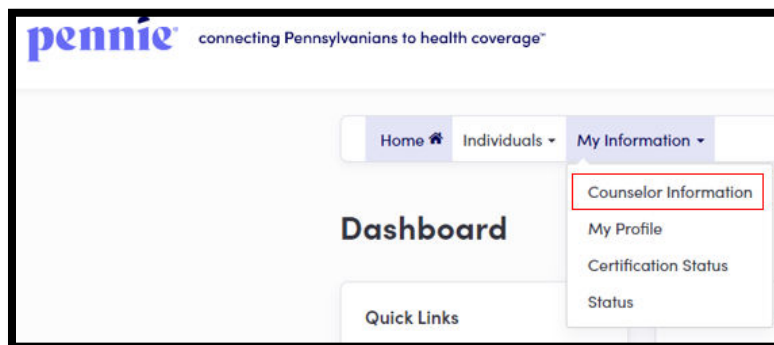 pennie connecting Pennsylvanians to health coverage™
Home Individuals My Information
Counselor Information
Dashboard
My Profile
Certification Status
Status
Quick Links